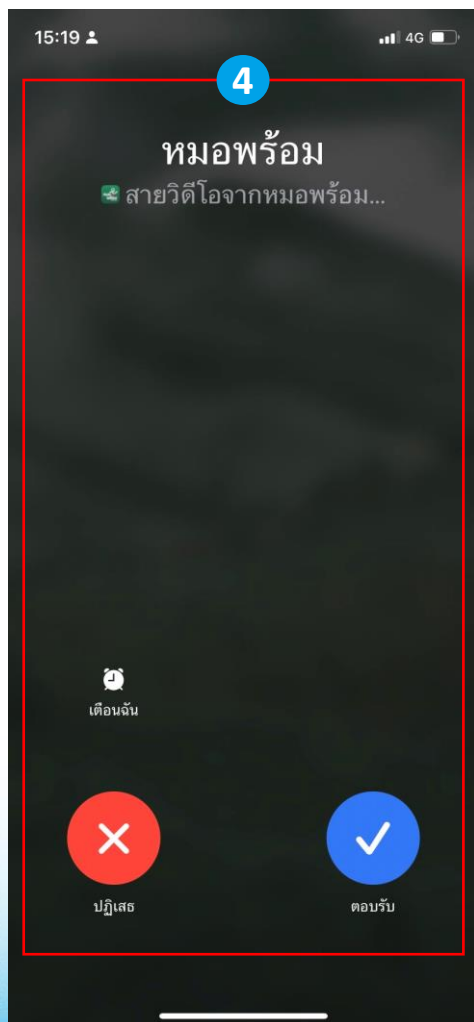 15:19
4G
4
หมอพร้อม
สายวิดีโอจากหมอพร้อม...
เตือนฉัน
ปฏิเสธ
ตอบรับ